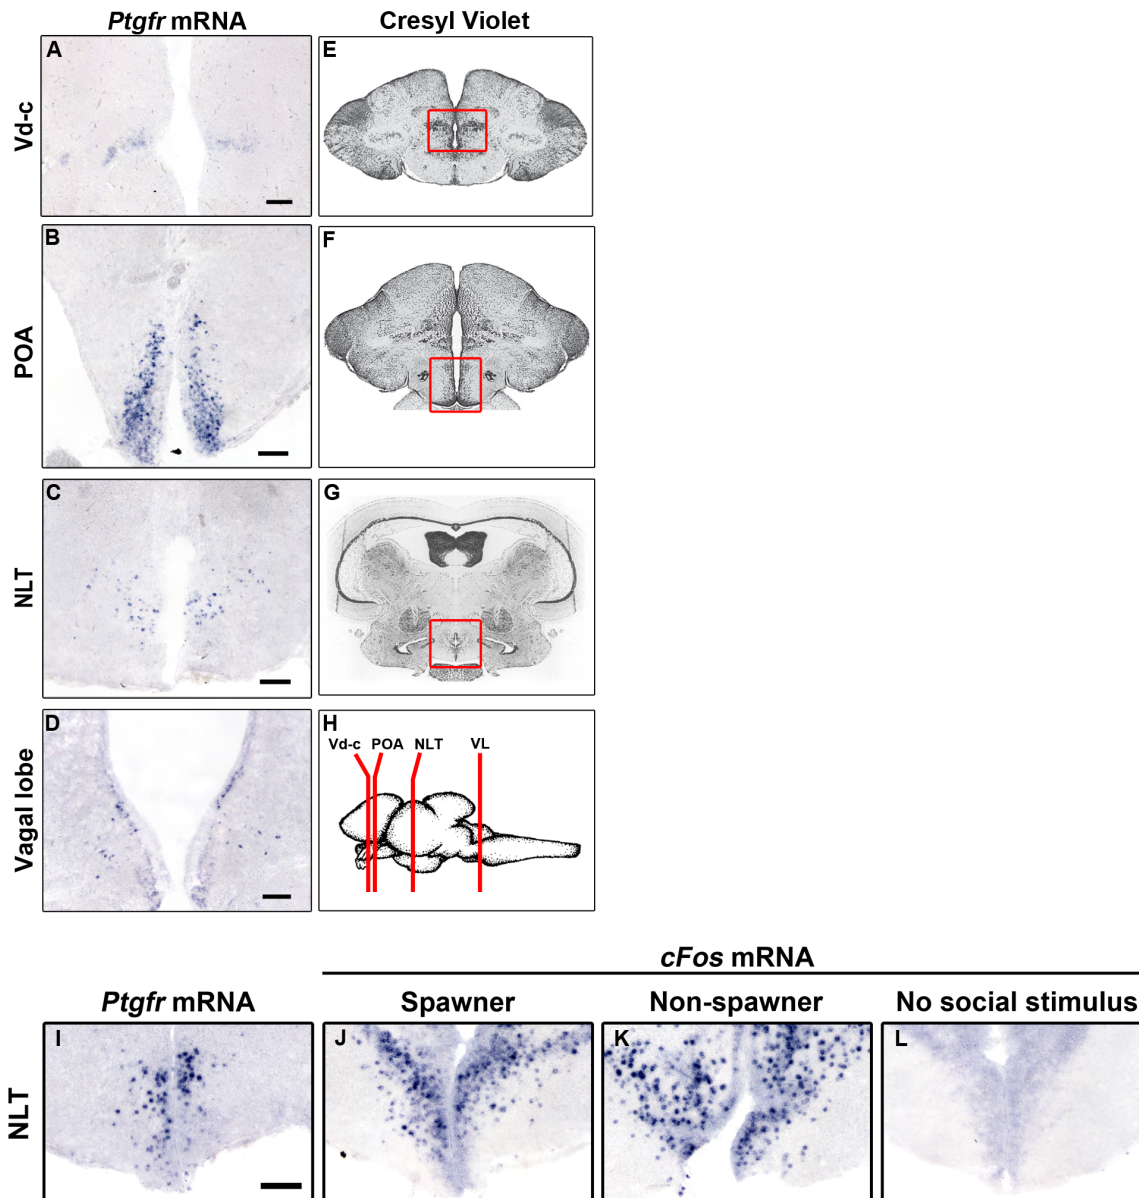 Ptgfr mRNA
Cresyl Violet
Vd-c
A
E
POA
B
F
NLT
C
G
Vagal lobe
D
H
Vd-c POA NLT VL
cFos mRNA
Ptgfr mRNA
Spawner
Non-spawner
No social stimulus
NLT
I
J
K
L